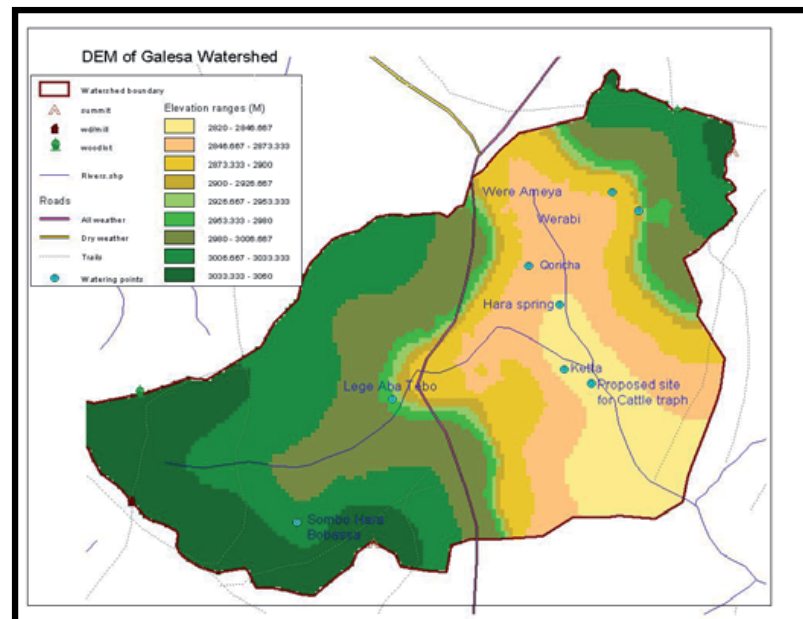 DEM of Galesa Watershed
Watershed boundary
summit
wdlmill
woodlot
Rivers.shp
Roads
All weather
Dry weather
Trails
Watering points
Elevation ranges (M)
2820 - 2846.667
2846.667 - 2873.333
2873.333 - 2900
2900 - 2926.667
2926.667 - 2953.333
2953.333 - 2980
2980 - 3006.667
3006.667 - 3033.333
3033.333 - 3060
Were Ameya
Werabi
Qoricha
Hara spring
Ketta
Proposed site
for Cattle traph
Lege Aba Tebo
Sombo Hara
Bobassa